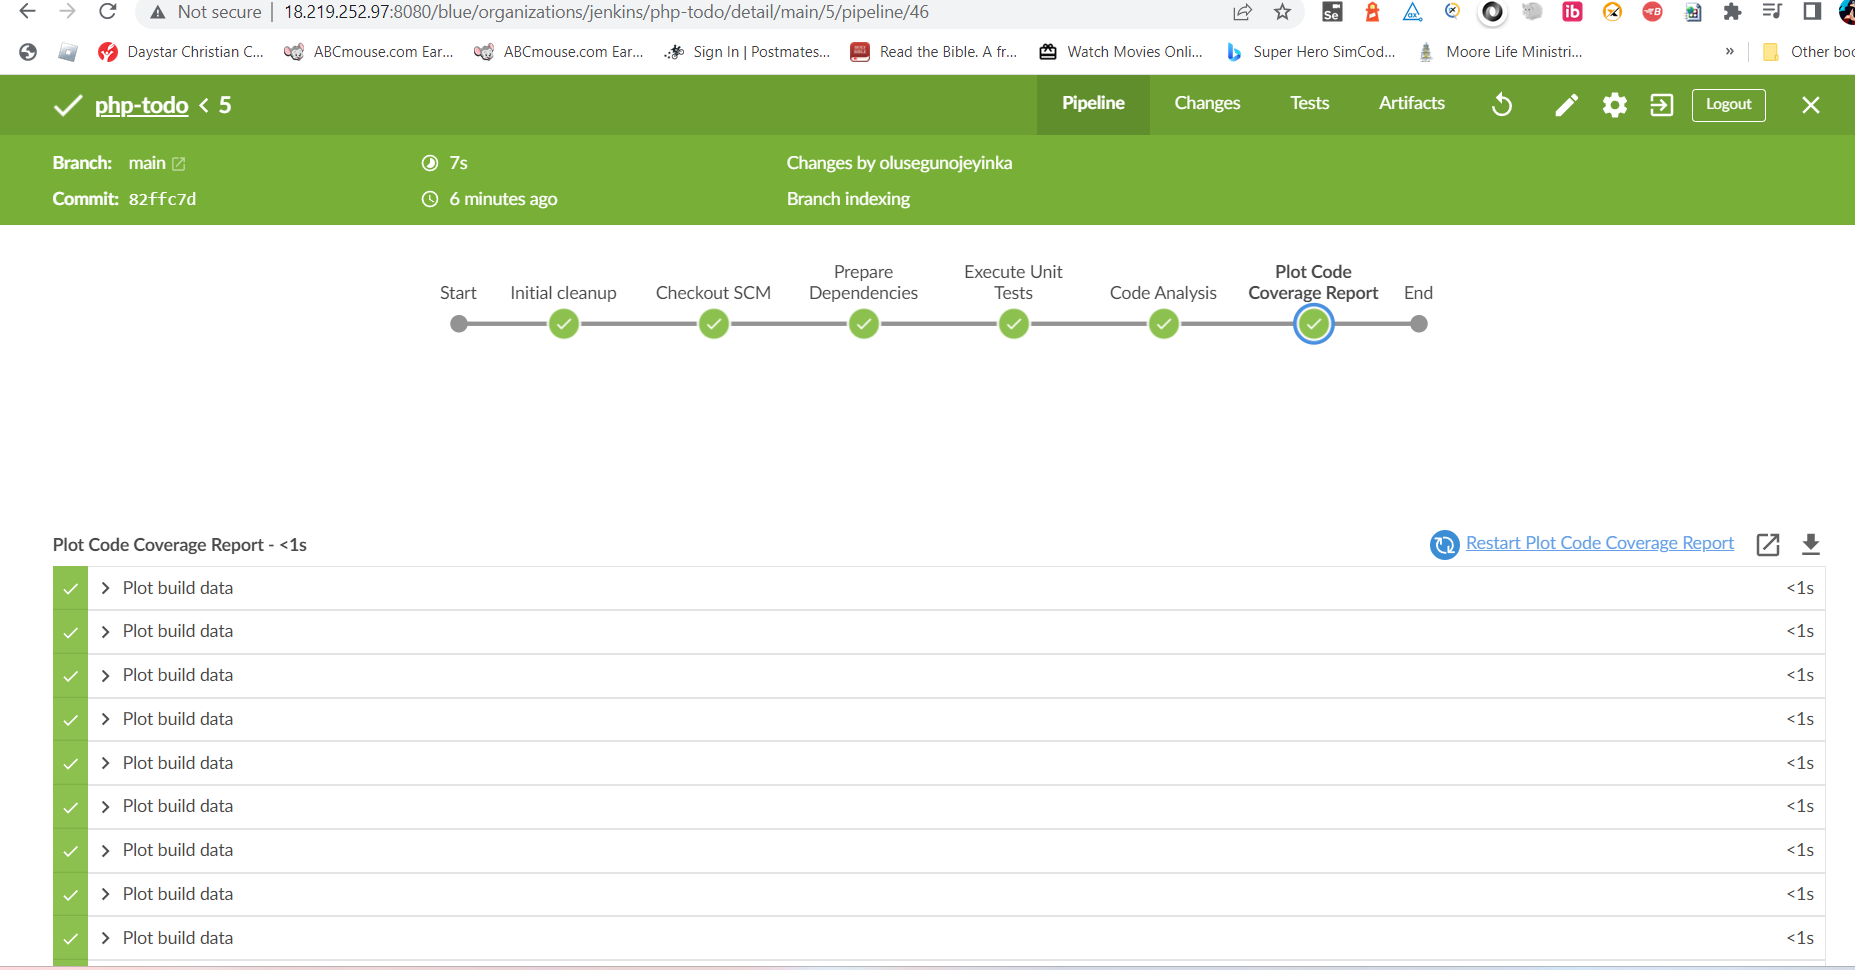 Not secure | 18.219.252.97:8080/blue/organizations/jenkins/php-todo/detail/main/5/pipeline/46
Daystar Christian C... ABCmouse.com Ear... ABCmouse.com Ear... Sign In | Postmates... Read the Bible. A fr... Watch Movies Onli... Super Hero SimCod... Moore Life Ministri... » Other boo
php-todo < 5 Pipeline Changes Tests Artifacts Logout
Branch: main 7s Changes by olusegunojeyinka
Commit: 82ffc7d 6 minutes ago Branch indexing
Start Initial cleanup Checkout SCM Prepare Dependencies Execute Unit Tests Code Analysis Plot Code Coverage Report End
Plot Code Coverage Report - <1s Restart Plot Code Coverage Report
Plot build data <1s
Plot build data <1s
Plot build data <1s
Plot build data <1s
Plot build data <1s
Plot build data <1s
Plot build data <1s
Plot build data <1s
Plot build data <1s